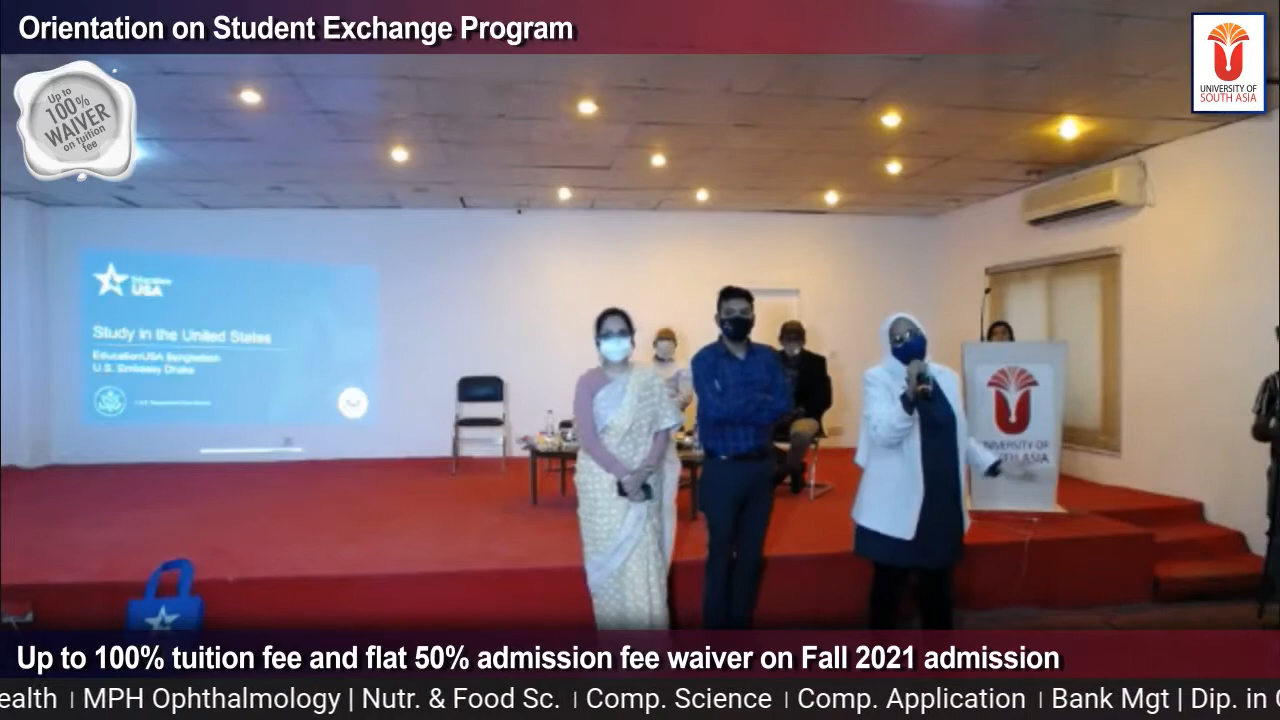 Orientation on Student Exchange Program
UNIVERSITY OF
SOUTH ASIA
Up to
100%
WAIVER
on tuition
fee
USA
Study in the United States
EducationUSA Bangladesh
U.S. Embassy Dhaka
UNIVERSITY OF
SOUTH ASIA
Up to 100% tuition fee and flat 50% admission fee waiver on Fall 2021 admission
ealth | MPH Ophthalmology | Nutr. & Food Sc. | Comp. Science | Comp. Application | Bank Mgt | Dip. in